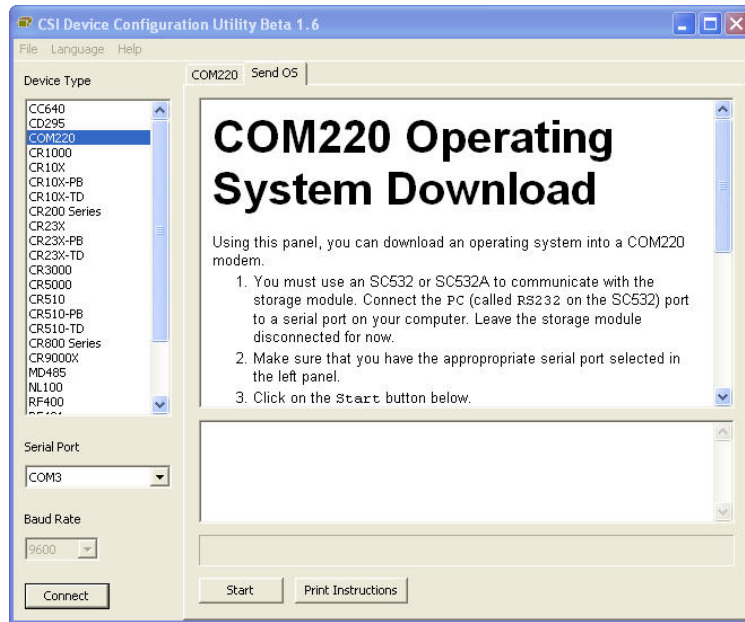 CSI Device Configuration Utility Beta 1.6
File Language Help
Device Type
CC640
CD295
COM220
CR1000
CR10X
CR10X-PB
CR10X-TD
CR200 Series
CR23X
CR23X-PB
CR23X-TD
CR3000
CR5000
CR510
CR510-PB
CR510-TD
CR800 Series
CR9000X
MD485
NL100
RF400
Serial Port
COM3
Baud Rate
9600
Connect
COM220 Send OS
COM220 Operating
System Download
Using this panel, you can download an operating system into a COM220
modem.
1. You must use an SC532 or SC532A to communicate with the
storage module. Connect the PC (called RS232 on the SC532) port
to a serial port on your computer. Leave the storage module
disconnected for now.
2. Make sure that you have the appropropriate serial port selected in
the left panel.
3. Click on the Start button below.
Start Print Instructions